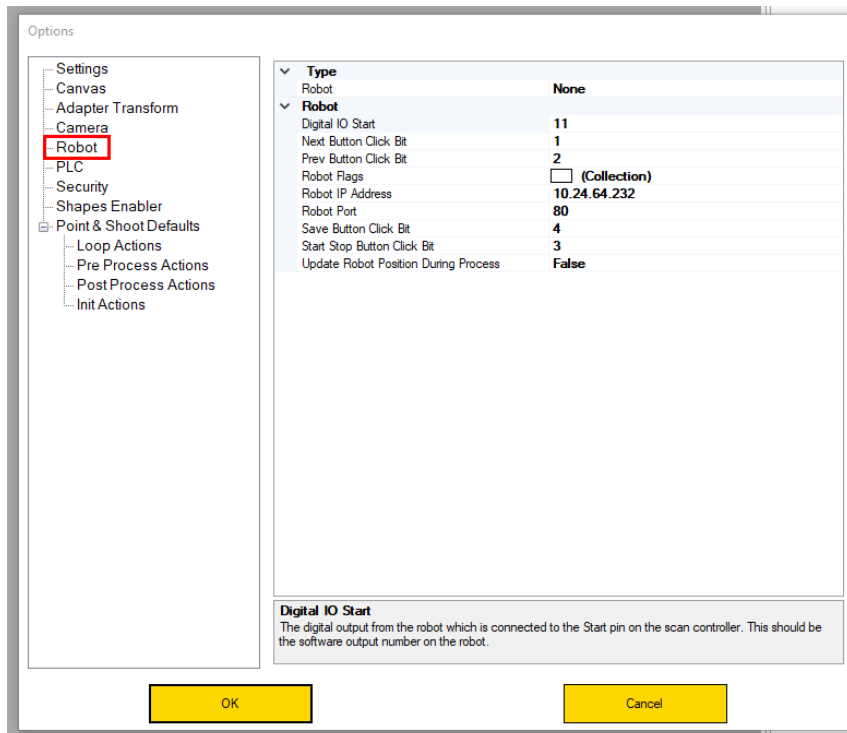 Options
Settings
Canvas
Adapter Transform
Camera
Robot
PLC
Security
Shapes Enabler
Point & Shoot Defaults
Loop Actions
Pre Process Actions
Post Process Actions
Init Actions
Type
Robot None
Robot
Digital IO Start 11
Next Button Click Bit 1
Prev Button Click Bit 2
Robot Flags (Collection)
Robot IP Address 10.24.64.232
Robot Port 80
Save Button Click Bit 4
Start Stop Button Click Bit 3
Update Robot Position During Process False
Digital IO Start
The digital output from the robot which is connected to the Start pin on the scan controller. This should be
the software output number on the robot.
OK Cancel